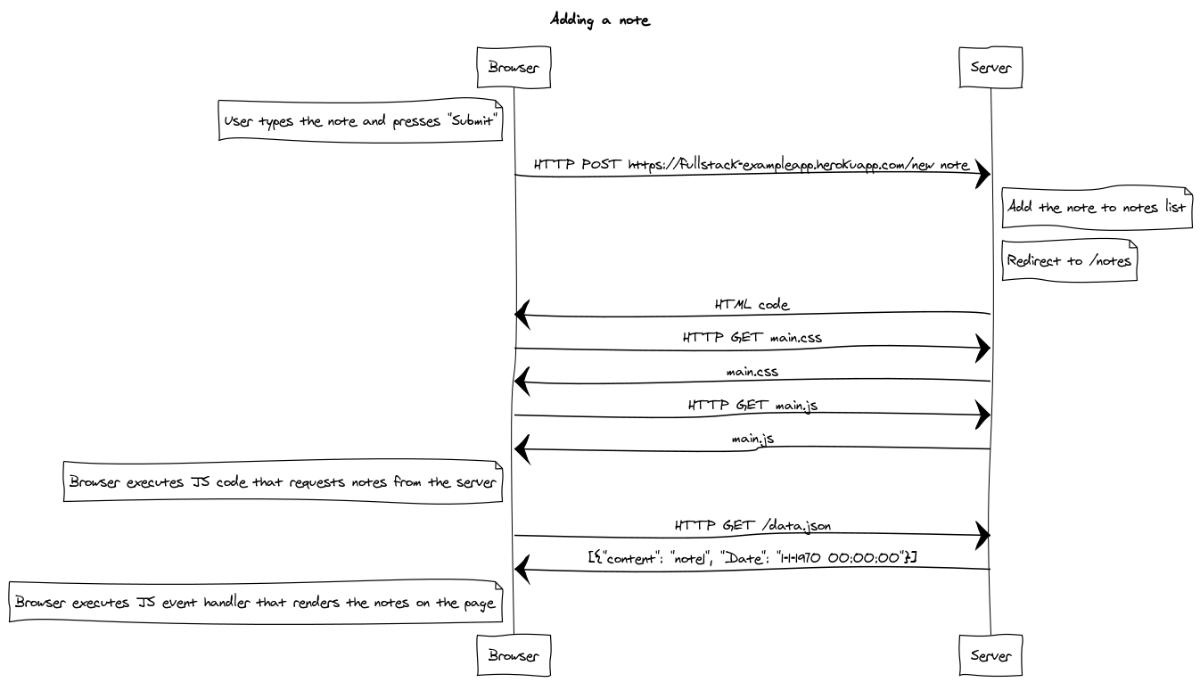 Adding a note
Browser
Server
User types the note and presses "Submit"
HTTP POST https://fullstack-exampleapp.herokuapp.com/new note
Add the note to notes list
Redirect to /notes
HTML code
HTTP GET main.css
main.css
HTTP GET main.js
main.js
Browser executes JS code that requests notes from the server
HTTP GET /data.json
[{"content": "note1", "Date": "1-1-1970 00:00:00"}]
Browser executes JS event handler that renders the notes on the page
Browser
Server